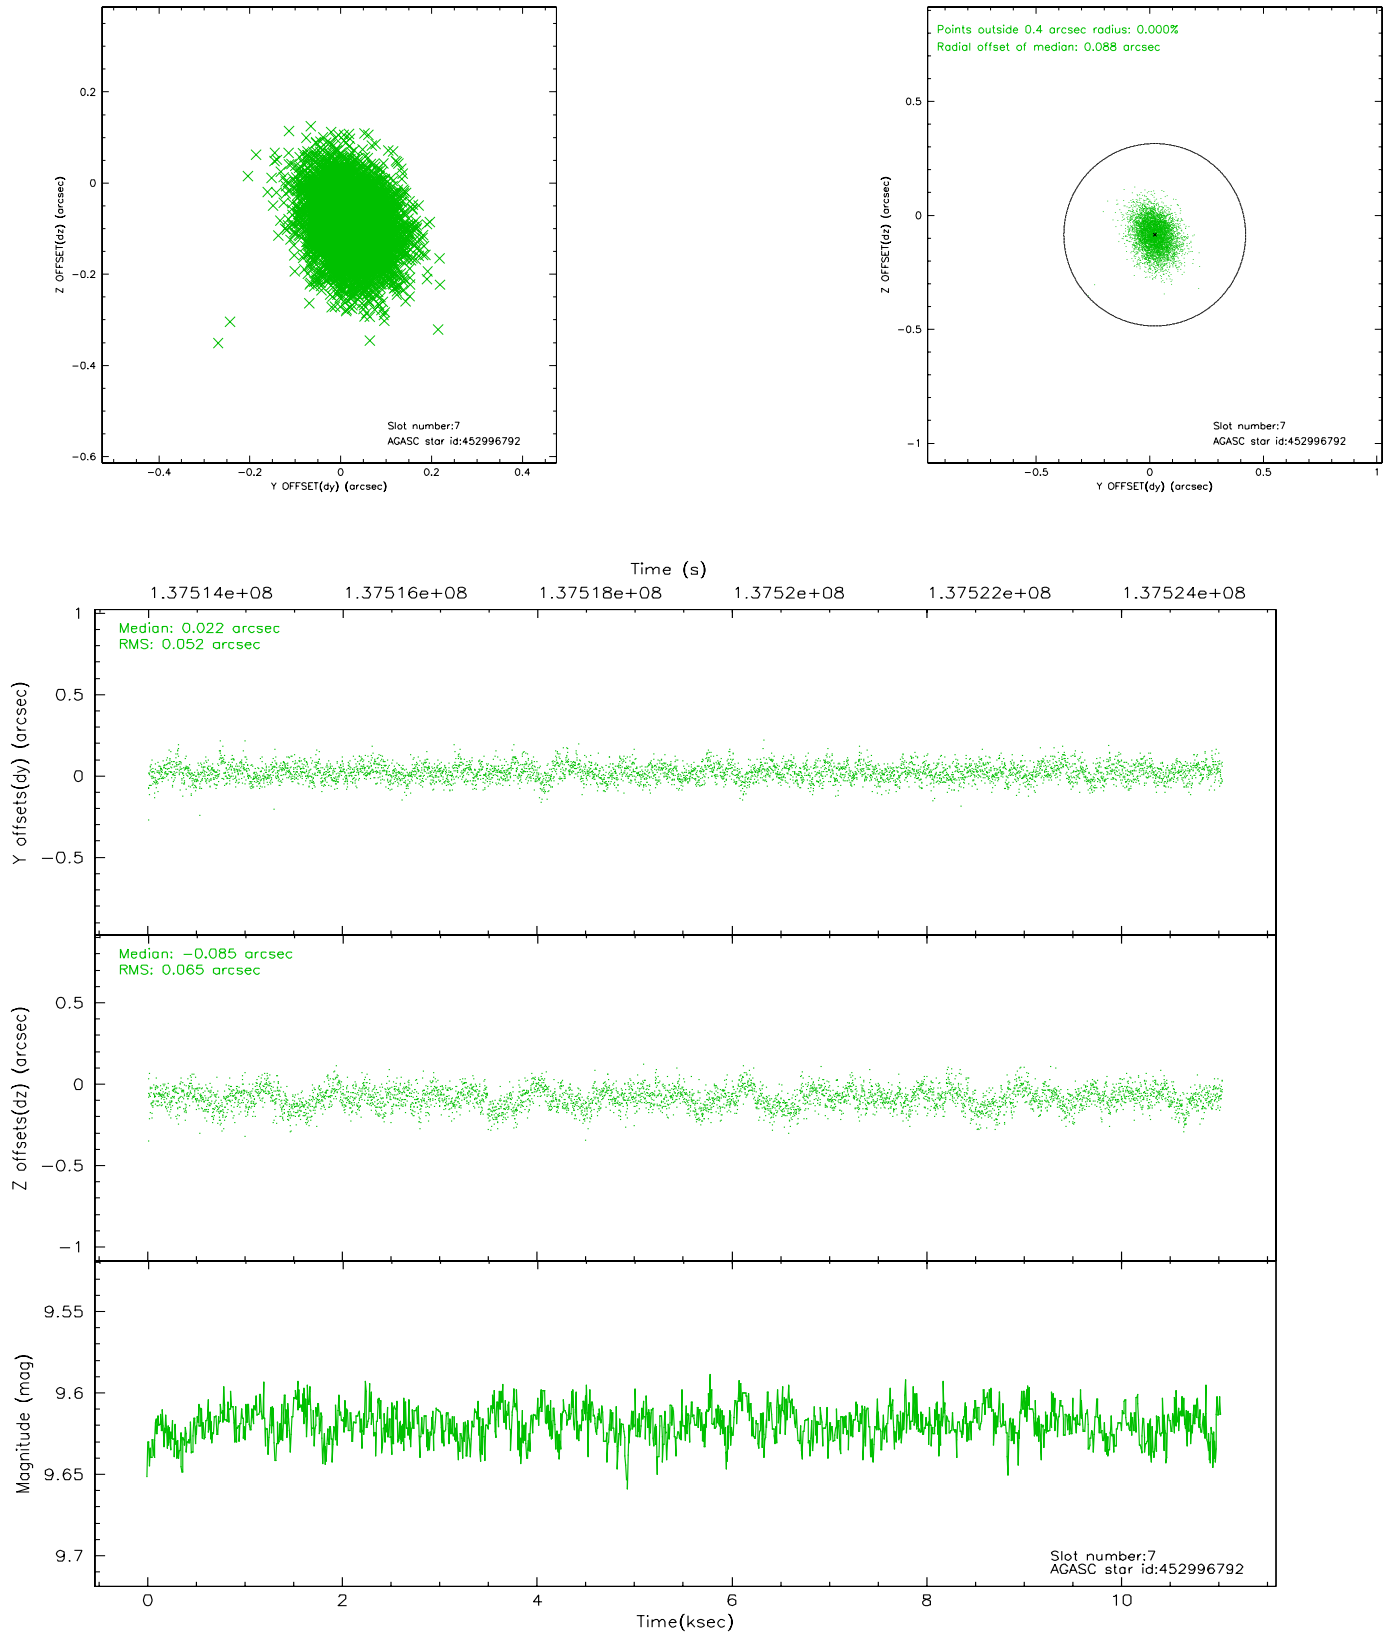 0.2
0
-0.2
-0.4
-0.6
Z OFFSET(dz) (arcsec)
Slot number:7
AGASC star id:452996792
-0.4 -0.2 0 0.2 0.4
Y OFFSET(dy) (arcsec)
Points outside 0.4 arcsec radius: 0.000%
Radial offset of median: 0.088 arcsec
0.5
0
-0.5
-1
Z OFFSET(dz) (arcsec)
Slot number:7
AGASC star id:452996792
-0.5 0 0.5 1
Y OFFSET(dy) (arcsec)
Time (s)
1.37514e+08 1.37516e+08 1.37518e+08 1.3752e+08 1.37522e+08 1.37524e+08
Median: 0.022 arcsec
RMS: 0.052 arcsec
1
0.5
0
-0.5
Y offsets(dy) (arcsec)
Median: -0.085 arcsec
RMS: 0.065 arcsec
0.5
0
-0.5
-1
Z offsets(dz) (arcsec)
9.55
9.6
9.65
9.7
Magnitude (mag)
Slot number:7
AGASC star id:452996792
0 2 4 6 8 10
Time(ksec)